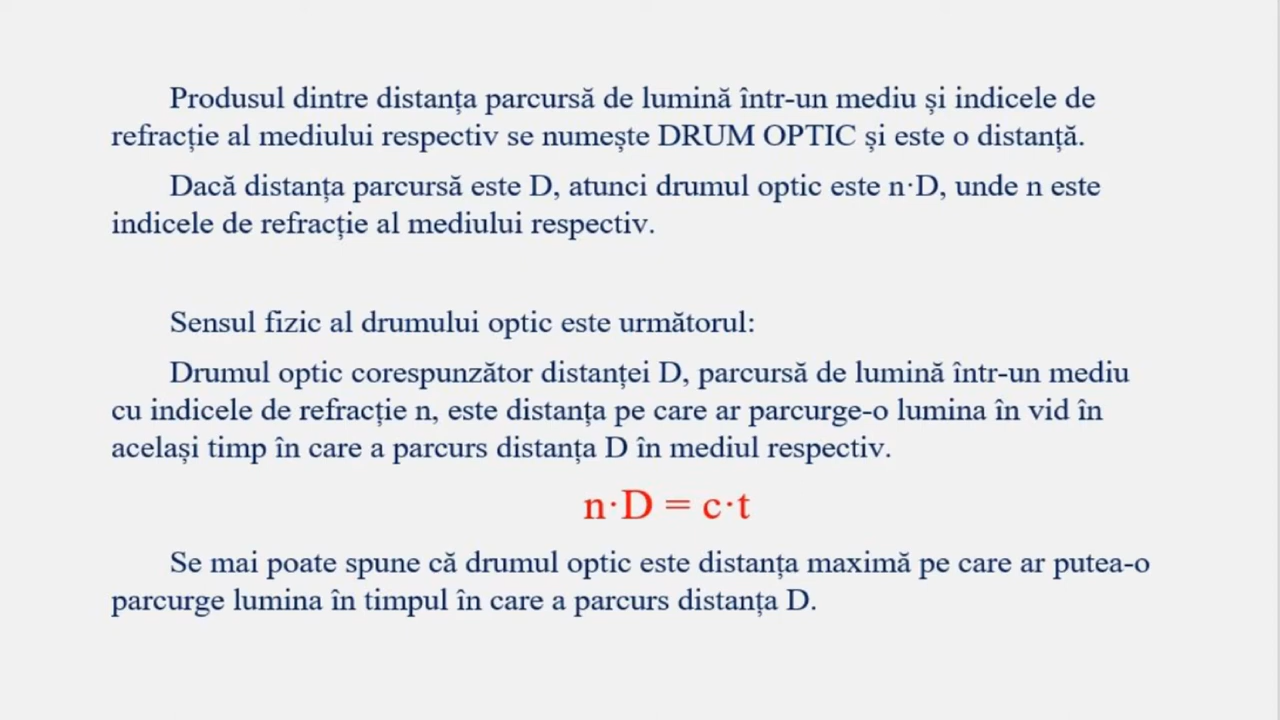 Produsul dintre distanța parcursă de lumină într-un mediu și indicele de
refracție al mediului respectiv se numește DRUM OPTIC și este o distanță.
Dacă distanța parcursă este D, atunci drumul optic este n·D, unde n este
indicele de refracție al mediului respectiv.
Sensul fizic al drumului optic este următorul:
Drumul optic corespunzător distanței D, parcursă de lumină într-un mediu
cu indicele de refracție n, este distanța pe care ar parcurge-o lumina în vid în
același timp în care a parcurs distanța D în mediul respectiv.
n·D = c·t
Se mai poate spune că drumul optic este distanța maximă pe care ar putea-o
parcurge lumina în timpul în care a parcurs distanța D.